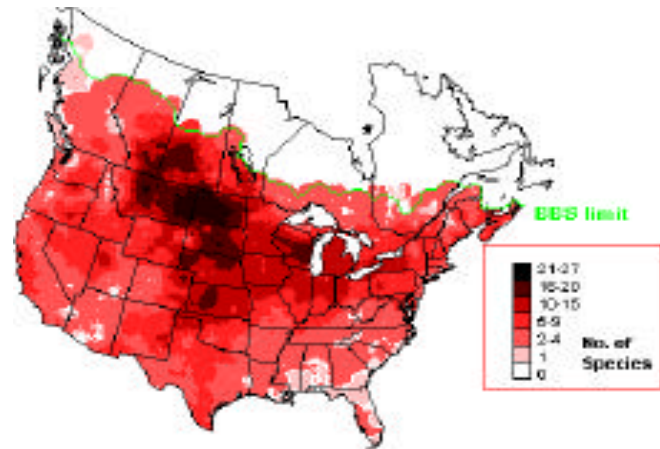 BBS limit
21-27
16-20
10-15
5-9
2-4
1
0
No. of
Species